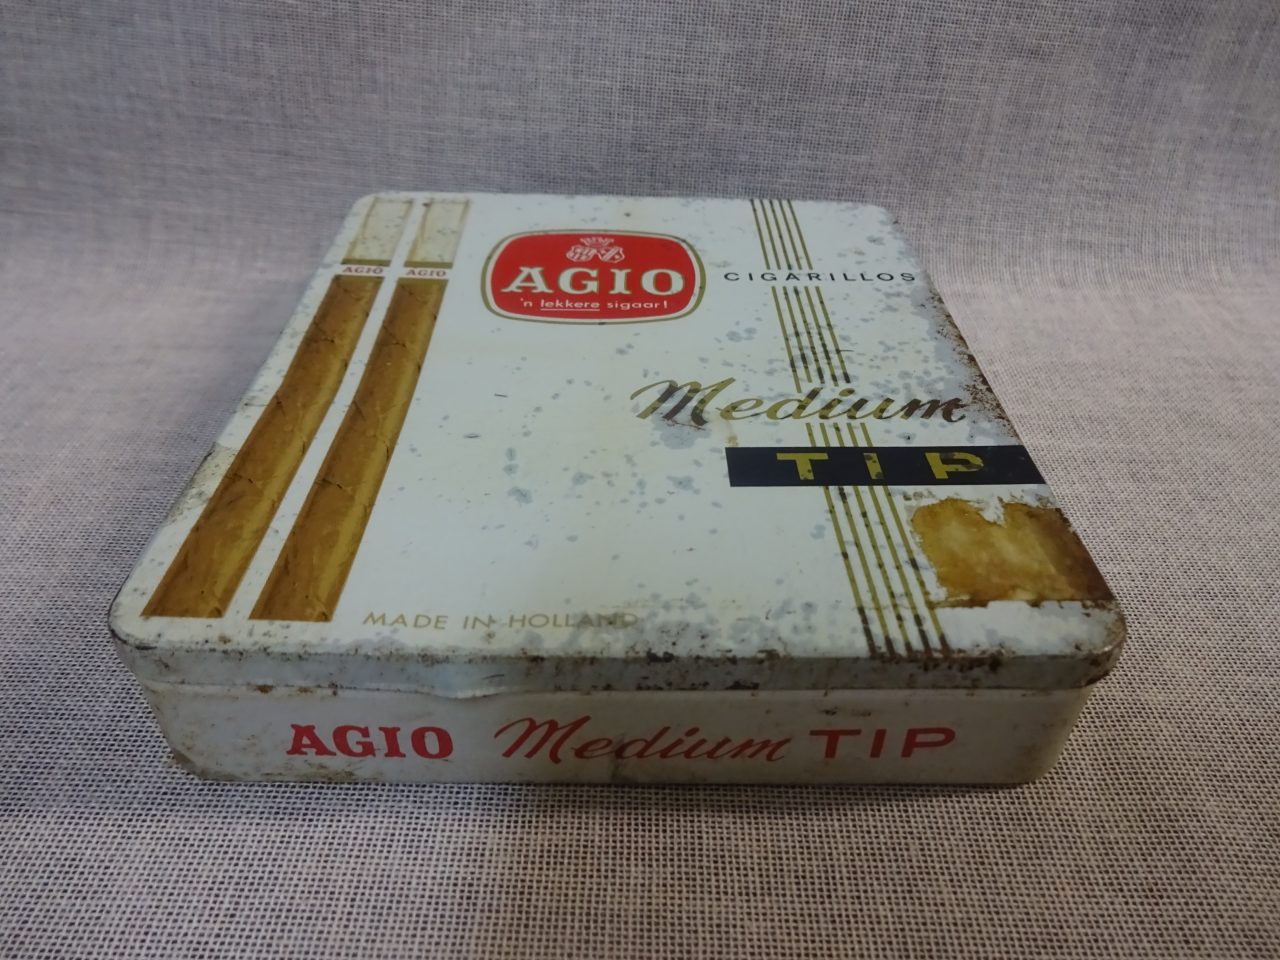 AGIO
AGIO
AGIO
'n lekkere sigaar!
CIGARILLOS
Medium
TIP
MADE IN HOLLAND
AGIO Medium TIP